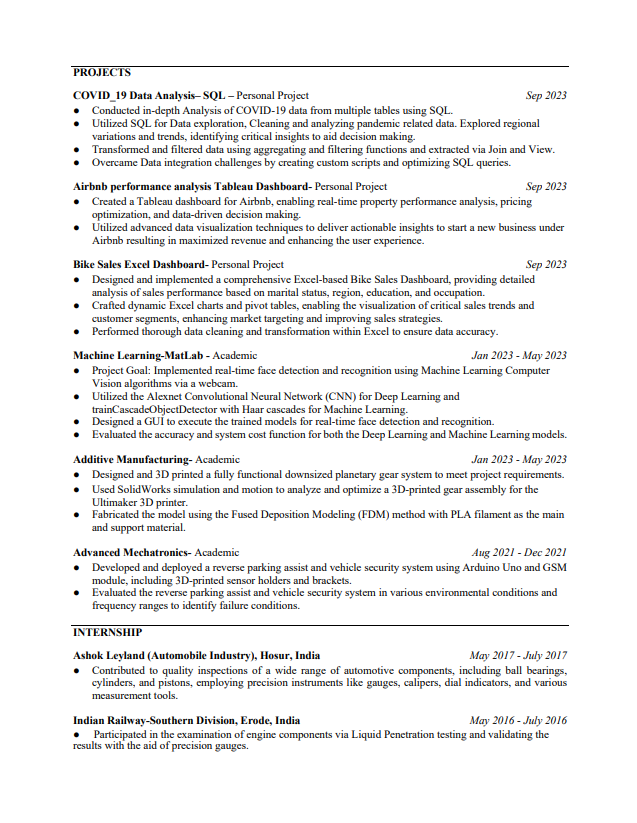 PROJECTS
COVID_19 Data Analysis– SQL – Personal Project Sep 2023
● Conducted in-depth Analysis of COVID-19 data from multiple tables using SQL.
● Utilized SQL for Data exploration, Cleaning and analyzing pandemic related data. Explored regional
variations and trends, identifying critical insights to aid decision making.
● Transformed and filtered data using aggregating and filtering functions and extracted via Join and View.
● Overcame Data integration challenges by creating custom scripts and optimizing SQL queries.
Airbnb performance analysis Tableau Dashboard- Personal Project Sep 2023
● Created a Tableau dashboard for Airbnb, enabling real-time property performance analysis, pricing
optimization, and data-driven decision making.
● Utilized advanced data visualization techniques to deliver actionable insights to start a new business under
Airbnb resulting in maximized revenue and enhancing the user experience.
Bike Sales Excel Dashboard- Personal Project Sep 2023
● Designed and implemented a comprehensive Excel-based Bike Sales Dashboard, providing detailed
analysis of sales performance based on marital status, region, education, and occupation.
● Crafted dynamic Excel charts and pivot tables, enabling the visualization of critical sales trends and
customer segments, enhancing market targeting and improving sales strategies.
● Performed thorough data cleaning and transformation within Excel to ensure data accuracy.
Machine Learning-MatLab - Academic Jan 2023 - May 2023
● Project Goal: Implemented real-time face detection and recognition using Machine Learning Computer
Vision algorithms via a webcam.
● Utilized the Alexnet Convolutional Neural Network (CNN) for Deep Learning and
trainCascadeObjectDetector with Haar cascades for Machine Learning.
● Designed a GUI to execute the trained models for real-time face detection and recognition.
● Evaluated the accuracy and system cost function for both the Deep Learning and Machine Learning models.
Additive Manufacturing- Academic Jan 2023 - May 2023
● Designed and 3D printed a fully functional downsized planetary gear system to meet project requirements.
● Used SolidWorks simulation and motion to analyze and optimize a 3D-printed gear assembly for the
Ultimaker 3D printer.
● Fabricated the model using the Fused Deposition Modeling (FDM) method with PLA filament as the main
and support material.
Advanced Mechatronics- Academic Aug 2021 - Dec 2021
● Developed and deployed a reverse parking assist and vehicle security system using Arduino Uno and GSM
module, including 3D-printed sensor holders and brackets.
● Evaluated the reverse parking assist and vehicle security system in various environmental conditions and
frequency ranges to identify failure conditions.
INTERNSHIP
Ashok Leyland (Automobile Industry), Hosur, India May 2017 - July 2017
● Contributed to quality inspections of a wide range of automotive components, including ball bearings,
cylinders, and pistons, employing precision instruments like gauges, calipers, dial indicators, and various
measurement tools.
Indian Railway-Southern Division, Erode, India May 2016 - July 2016
● Participated in the examination of engine components via Liquid Penetration testing and validating the
results with the aid of precision gauges.